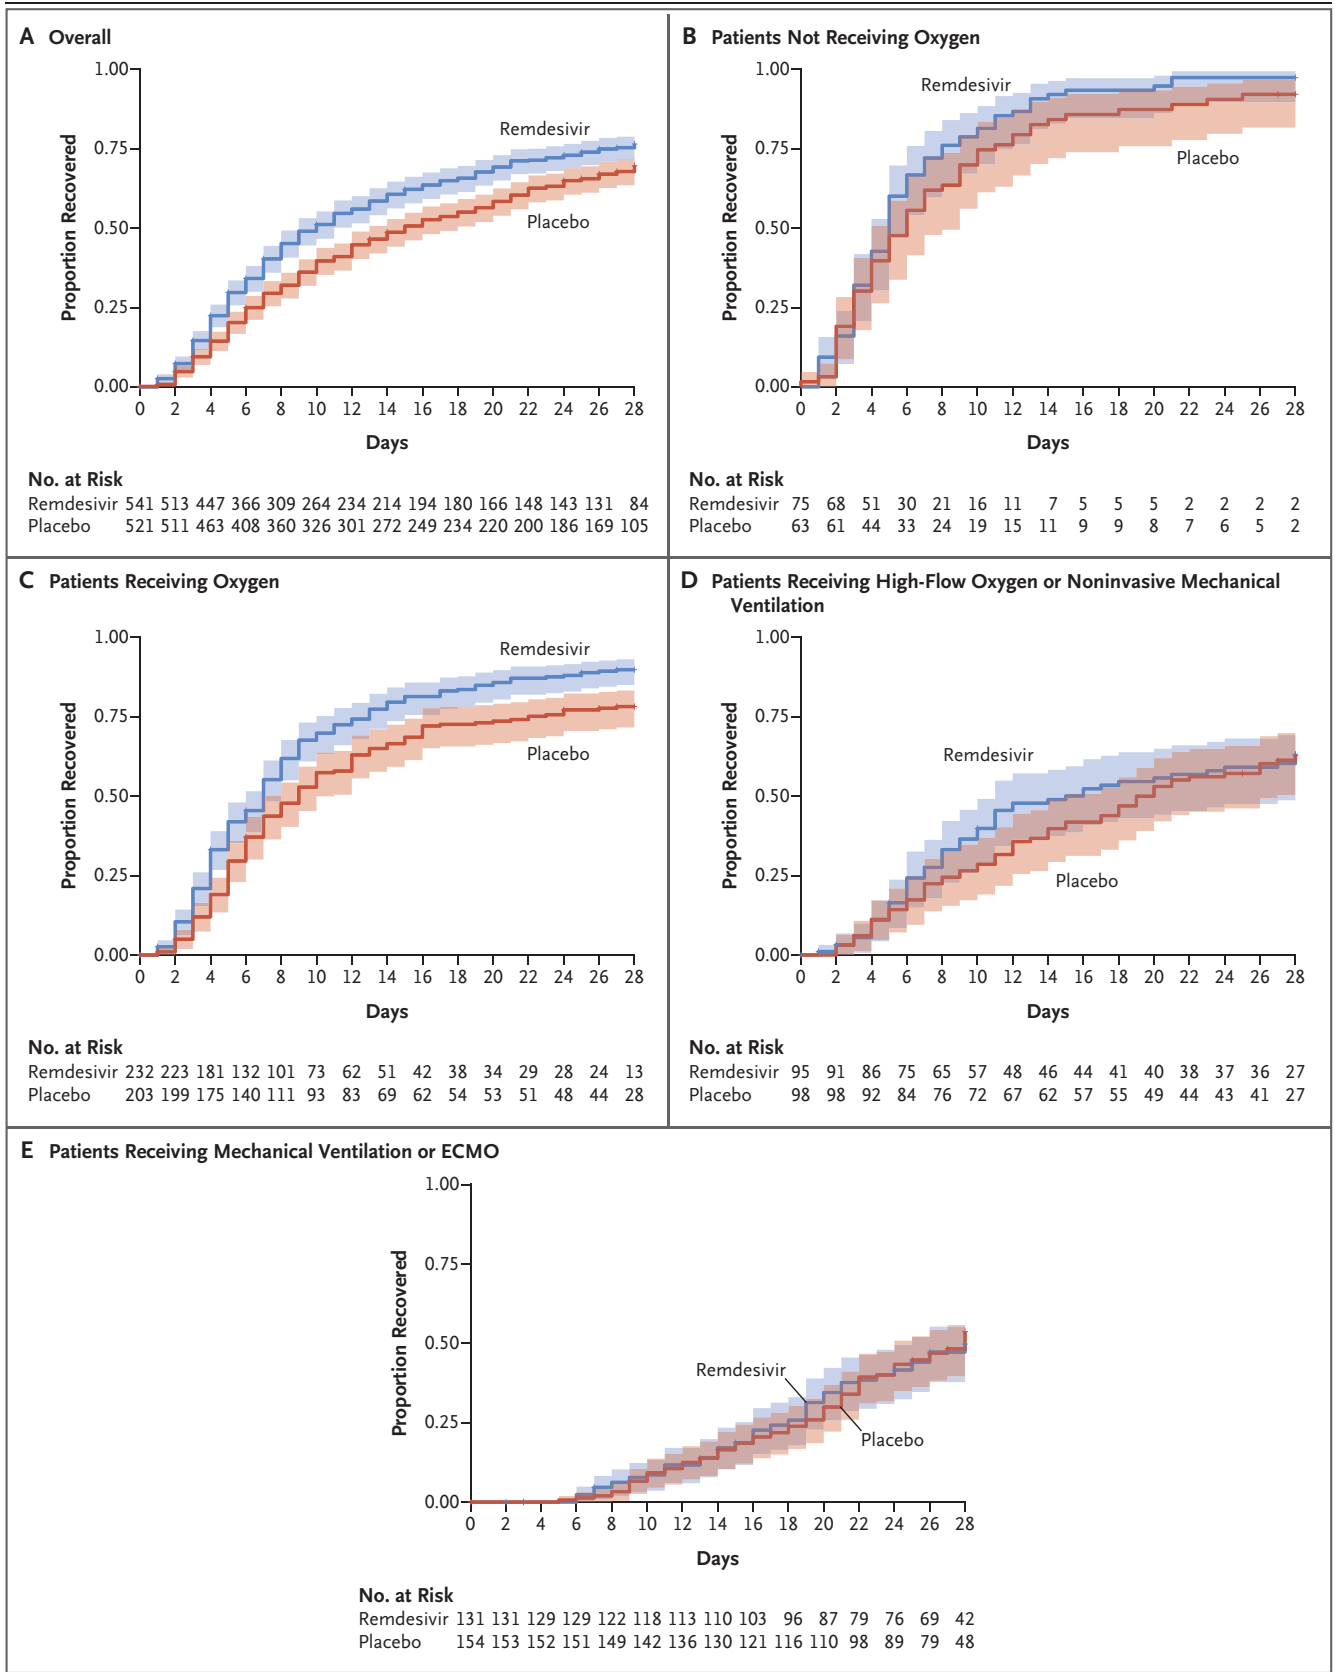 A Overall
1.00
0.75
0.50
0.25
0.00
Proportion Recovered
Remdesivir
Placebo
0 2 4 6 8 10 12 14 16 18 20 22 24 26 28
Days
No. at Risk
Remdesivir 541 513 447 366 309 264 234 214 194 180 166 148 143 131 84
Placebo 521 511 463 408 360 326 301 272 249 234 220 200 186 169 105
B Patients Not Receiving Oxygen
1.00
0.75
0.50
0.25
0.00
Proportion Recovered
Remdesivir
Placebo
0 2 4 6 8 10 12 14 16 18 20 22 24 26 28
Days
No. at Risk
Remdesivir 75 68 51 30 21 16 11 7 5 5 5 2 2 2 2
Placebo 63 61 44 33 24 19 15 11 9 9 8 7 6 5 2
C Patients Receiving Oxygen
1.00
0.75
0.50
0.25
0.00
Proportion Recovered
Remdesivir
Placebo
0 2 4 6 8 10 12 14 16 18 20 22 24 26 28
Days
No. at Risk
Remdesivir 232 223 181 132 101 73 62 51 42 38 34 29 28 24 13
Placebo 203 199 175 140 111 93 83 69 62 54 53 51 48 44 28
D Patients Receiving High-Flow Oxygen or Noninvasive Mechanical
Ventilation
1.00
0.75
0.50
0.25
0.00
Proportion Recovered
Remdesivir
Placebo
0 2 4 6 8 10 12 14 16 18 20 22 24 26 28
Days
No. at Risk
Remdesivir 95 91 86 75 65 57 48 46 44 41 40 38 37 36 27
Placebo 98 98 92 84 76 72 67 62 57 55 49 44 43 41 27
E Patients Receiving Mechanical Ventilation or ECMO
1.00
0.75
0.50
0.25
0.00
Proportion Recovered
Remdesivir
Placebo
0 2 4 6 8 10 12 14 16 18 20 22 24 26 28
Days
No. at Risk
Remdesivir 131 131 129 129 122 118 113 110 103 96 87 79 76 69 42
Placebo 154 153 152 151 149 142 136 130 121 116 110 98 89 79 48